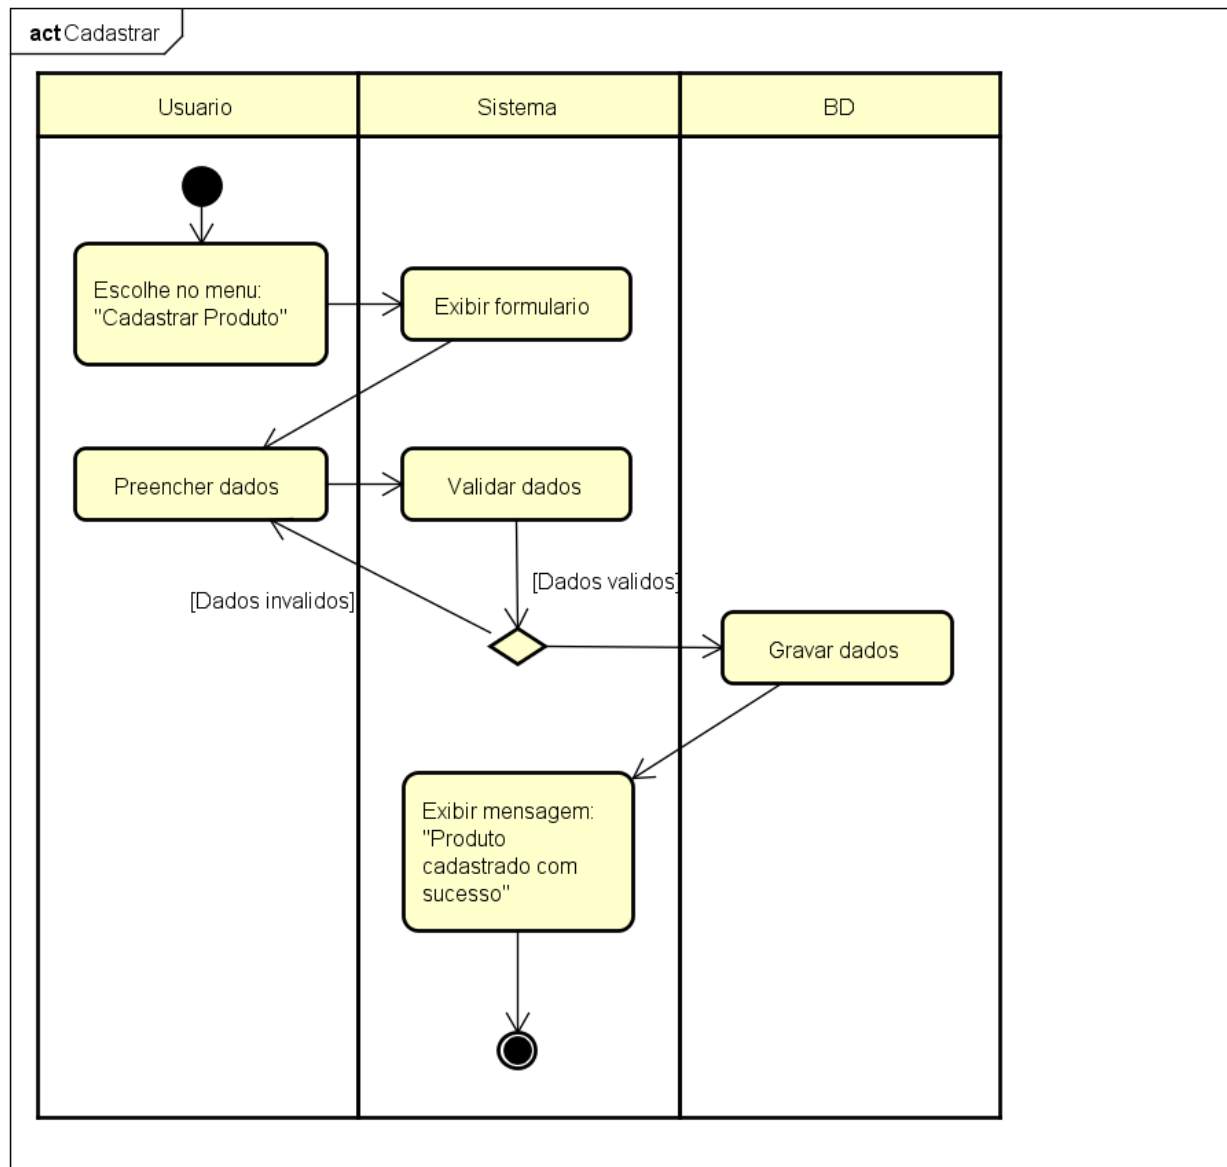 act Cadastrar
Usuario
Sistema
BD
Escolhe no menu:
"Cadastrar Produto"
Exibir formulario
Preencher dados
Validar dados
[Dados invalidos]
[Dados validos]
Gravar dados
Exibir mensagem:
"Produto
cadastrado com
sucesso"